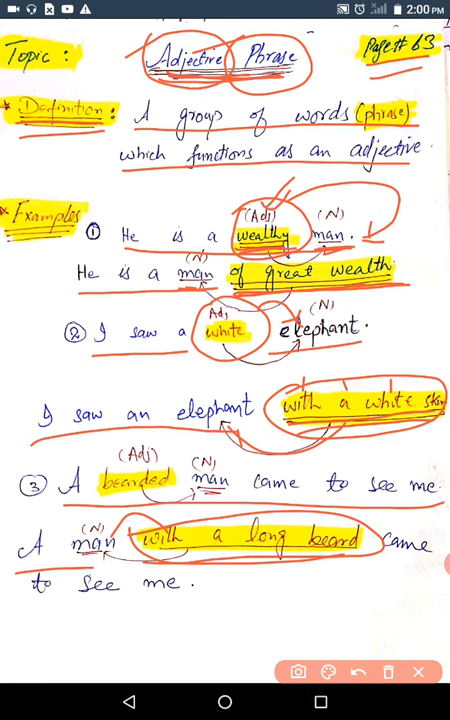 2:00 PM
Topic: Adjective Phrase Page# 63
* Definition: A group of words (phrase)
which functions as an adjective.
(Adj) (N)
* Examples ① He is a wealthy man.
(N)
He is a man of great wealth
Adj (N)
② I saw a white elephant.
I saw an elephant with a white skin
(Adj) (N)
③ A bearded man came to see me
(N)
A man with a long beard came
to see me.